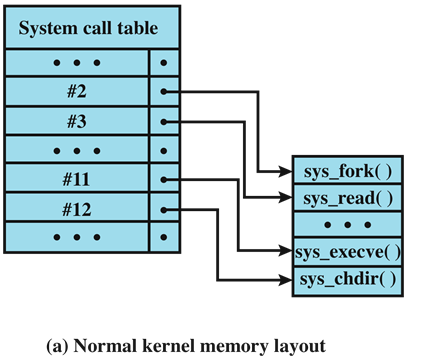 System call table
• • • •
#2 •
#3 •
• • • •
#11 •
#12 •
• • • •
sys_fork( )
sys_read( )
• • •
sys_execve( )
sys_chdir( )
(a) Normal kernel memory layout